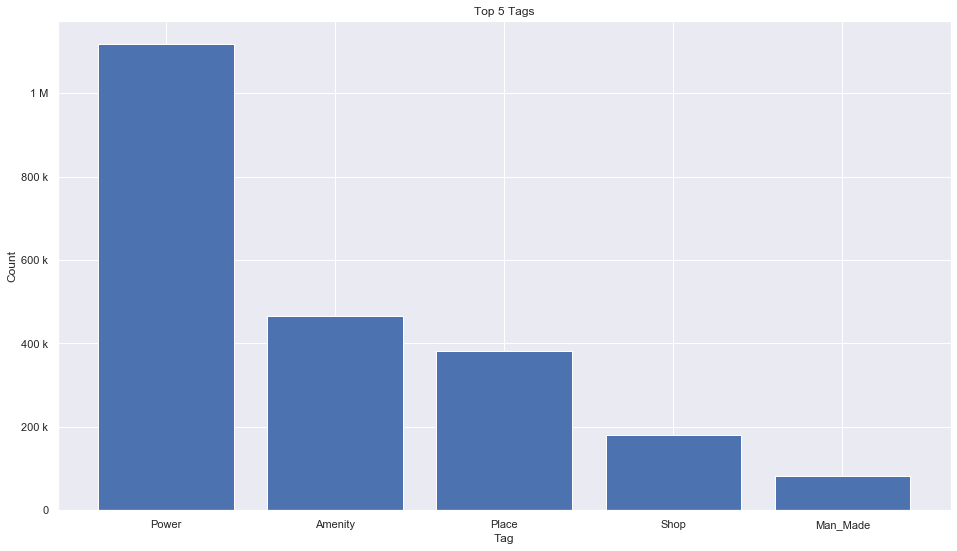 Top 5 Tags
1 M
800 k
600 k
400 k
200 k
0
Count
Power Amenity Place Shop Man_Made
Tag